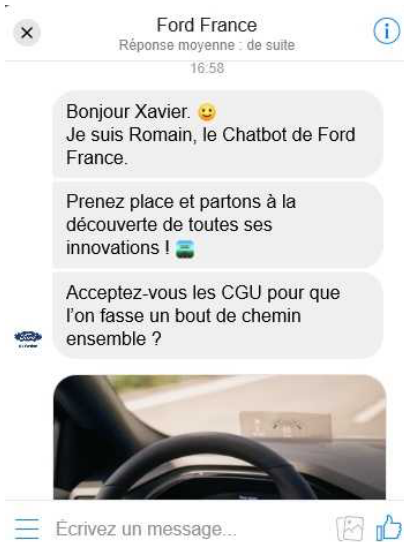 Ford France
Réponse moyenne : de suite
16:58
Bonjour Xavier. 😀
Je suis Romain, le Chatbot de Ford
France.
Prenez place et partons à la
découverte de toutes ses
innovations !
Acceptez-vous les CGU pour que
l'on fasse un bout de chemin
ensemble ?
Écrivez un message...